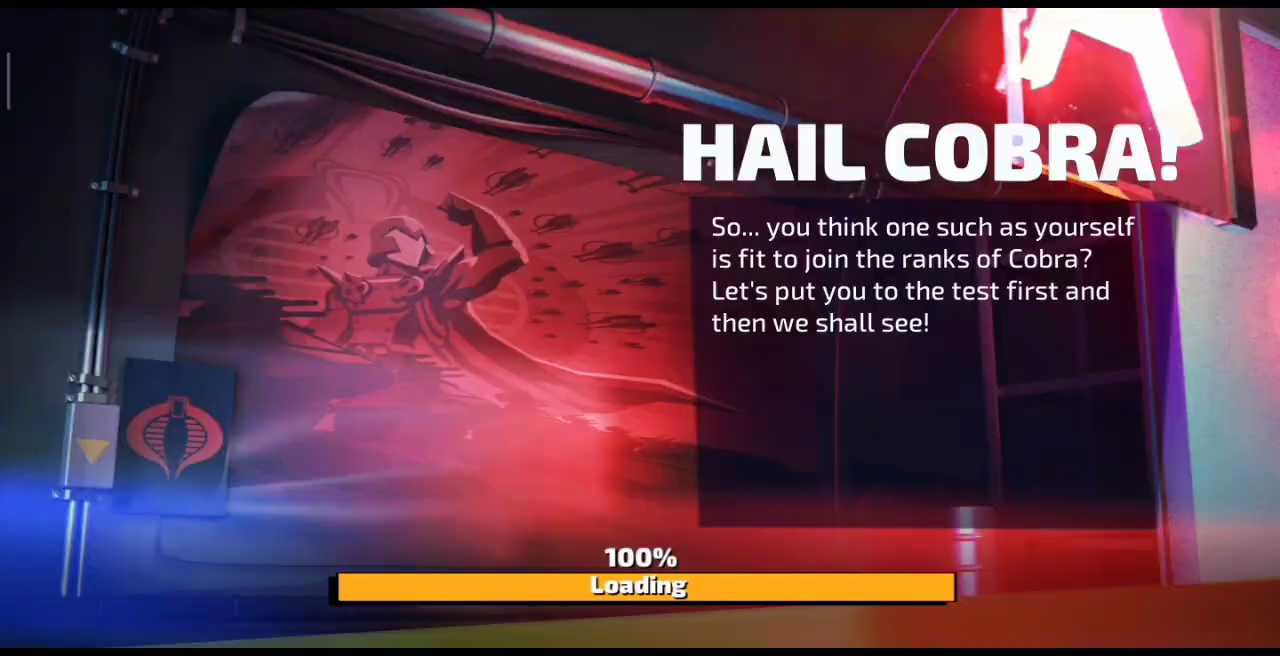 HAIL COBRA!
So... you think one such as yourself
is fit to join the ranks of Cobra?
Let's put you to the test first and
then we shall see!
100%
Loading